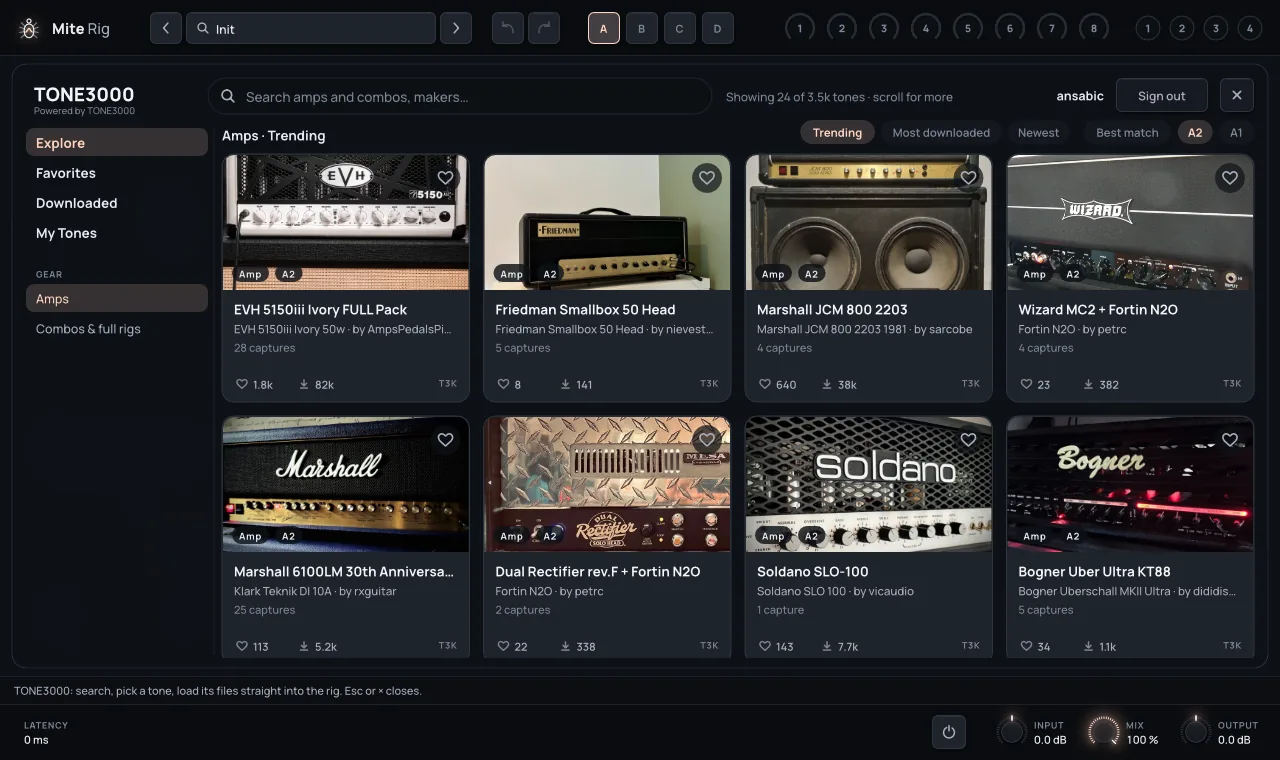 Mite Rig
Init
A B C D
1 2 3 4 5 6 7 8
1 2 3 4
TONE3000
Powered by TONE3000
Search amps and combos, makers...
Showing 24 of 3.5k tones · scroll for more
ansabic
Sign out
Explore
Favorites
Downloaded
My Tones
GEAR
Amps
Combos & full rigs
Amps · Trending
Trending
Most downloaded
Newest
Best match
A2
A1
EVH
5150
Amp A2
EVH 5150iii Ivory FULL Pack
EVH 5150iii Ivory 50w · by AmpsPedalsPi...
28 captures
1.8k 82k T3K
FRIEDMAN
Amp A2
Friedman Smallbox 50 Head
Friedman Smallbox 50 Head · by nievest...
5 captures
8 141 T3K
Amp A2
Marshall JCM 800 2203
Marshall JCM 800 2203 1981 · by sarcobe
4 captures
640 38k T3K
WIZARD
Amp A2
Wizard MC2 + Fortin N2O
Fortin N2O · by petrc
4 captures
23 382 T3K
Marshall
Amp A2
Marshall 6100LM 30th Anniversa...
Klark Teknik DI 10A · by rxguitar
25 captures
113 5.2k T3K
MESA
DUAL
Rectifier
SOLO HEAD
Amp A2
Dual Rectifier rev.F + Fortin N2O
Fortin N2O · by petrc
2 captures
22 338 T3K
soldano
Amp A2
Soldano SLO-100
Soldano SLO 100 · by vicaudio
1 capture
143 7.7k T3K
Bogner
Amp A2
Bogner Uber Ultra KT88
Bogner Uberschall MKII Ultra · by dididis...
5 captures
34 1.1k T3K
TONE3000: search, pick a tone, load its files straight into the rig. Esc or × closes.
LATENCY
0 ms
INPUT
0.0 dB
MIX
100 %
OUTPUT
0.0 dB